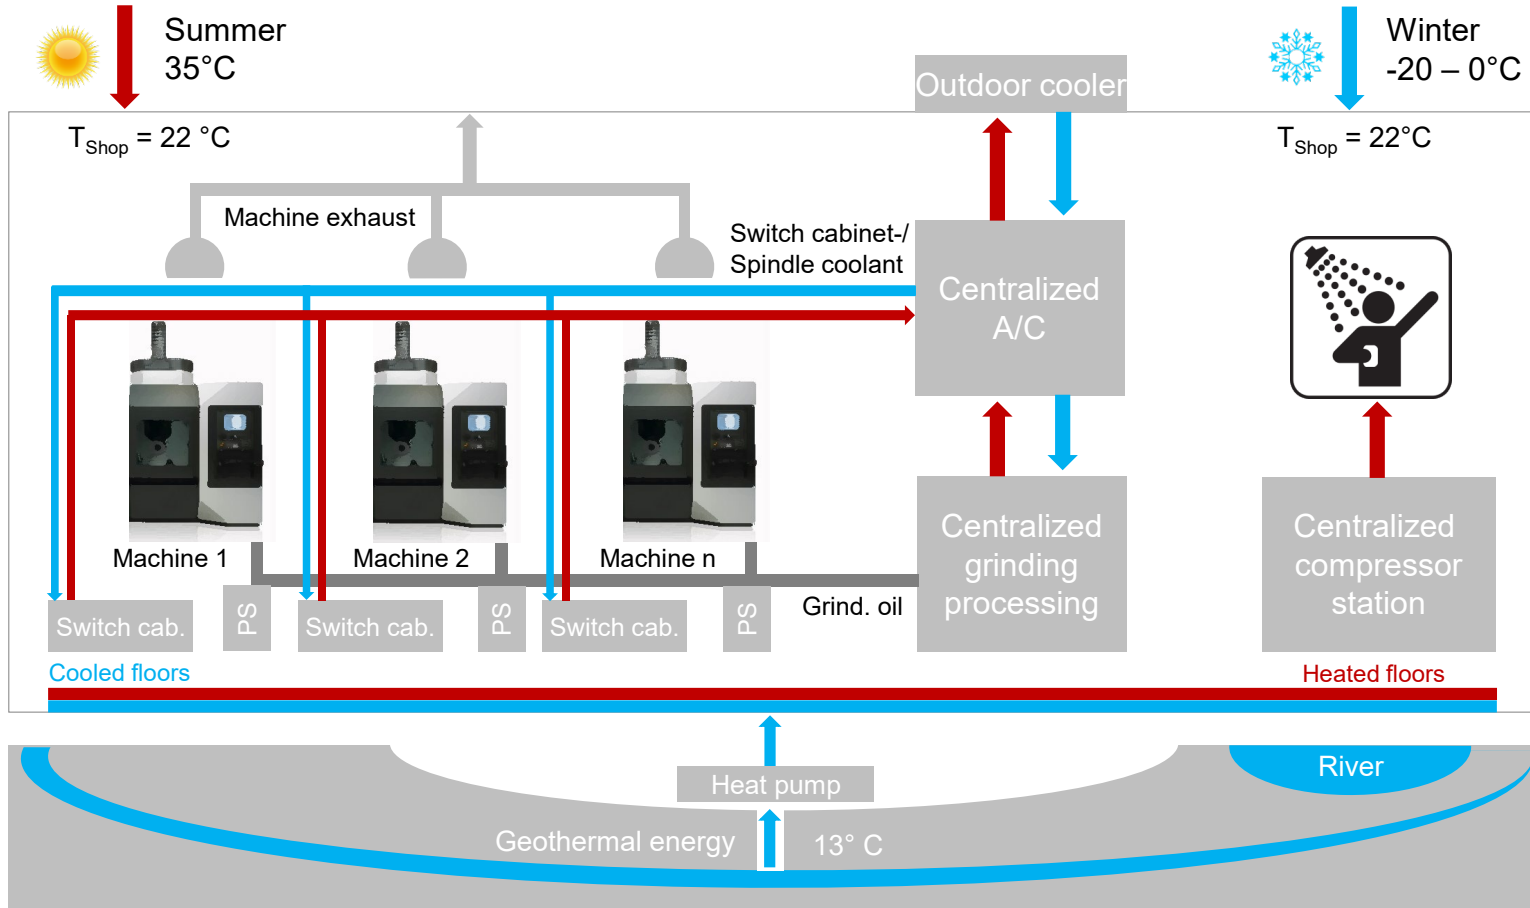 Summer
35°C
Winter
-20 – 0°C
Outdoor cooler
TShop = 22 °C
TShop = 22°C
Machine exhaust
Switch cabinet-/
Spindle coolant
Centralized
A/C
Machine 1
Machine 2
Machine n
Centralized
grinding
processing
Centralized
compressor
station
Grind. oil
Switch cab.
PS
Switch cab.
PS
Switch cab.
PS
Cooled floors
Heated floors
River
Heat pump
Geothermal energy
13° C